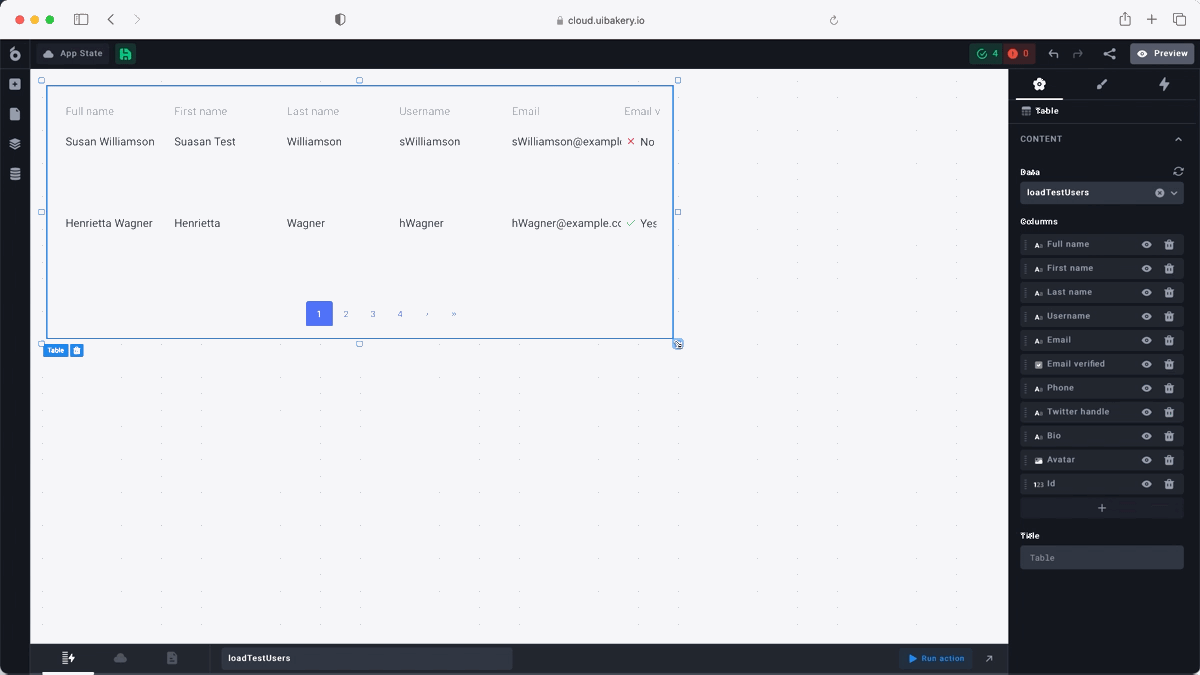 cloud.uibakery.io
App State
4
0
Preview
Full name First name Last name Username Email Email v
Susan Williamson Suasan Test Williamson sWilliamson sWilliamson@example No
Henrietta Wagner Henrietta Wagner hWagner hWagner@example.cc Yes
1 2 3 4 › »
Table
Table
CONTENT
Data
loadTestUsers
Columns
Full name
First name
Last name
Username
Email
Email verified
Phone
Twitter handle
Bio
Avatar
123 Id
+
Title
Table
loadTestUsers
Run action